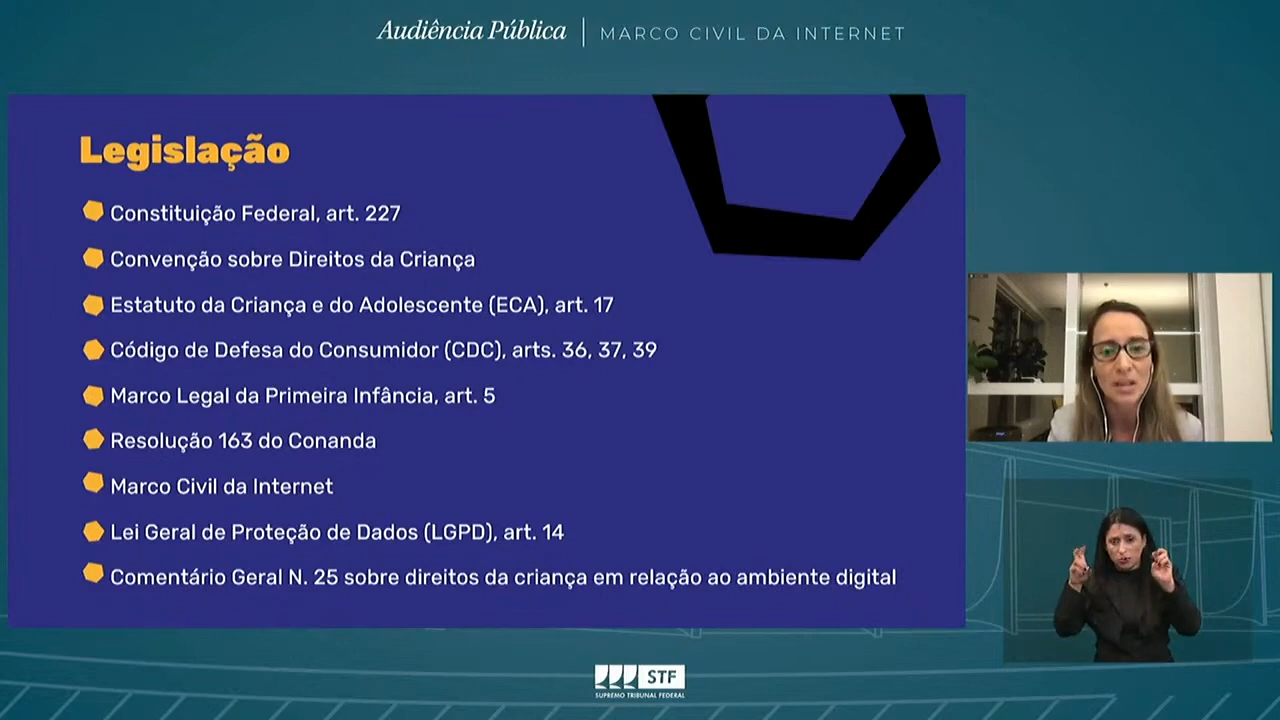 Audiência Pública | MARCO CIVIL DA INTERNET
Legislação
Constituição Federal, art. 227
Convenção sobre Direitos da Criança
Estatuto da Criança e do Adolescente (ECA), art. 17
Código de Defesa do Consumidor (CDC), arts. 36, 37, 39
Marco Legal da Primeira Infância, art. 5
Resolução 163 do Conanda
Marco Civil da Internet
Lei Geral de Proteção de Dados (LGPD), art. 14
Comentário Geral N. 25 sobre direitos da criança em relação ao ambiente digital
STF
SUPREMO TRIBUNAL FEDERAL